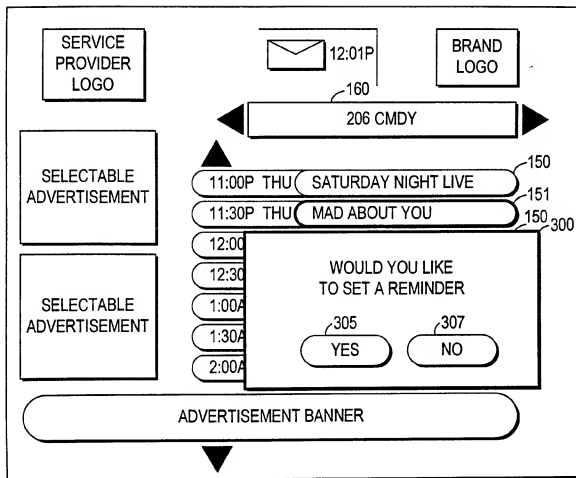 SERVICE
PROVIDER
LOGO
12:01P
BRAND
LOGO
160
206 CMDY
SELECTABLE
ADVERTISEMENT
150
11:00P THU SATURDAY NIGHT LIVE
151
11:30P THU MAD ABOUT YOU
150
300
12:00
12:30
1:00A
1:30A
2:00A
WOULD YOU LIKE
TO SET A REMINDER
305
307
YES
NO
SELECTABLE
ADVERTISEMENT
ADVERTISEMENT BANNER